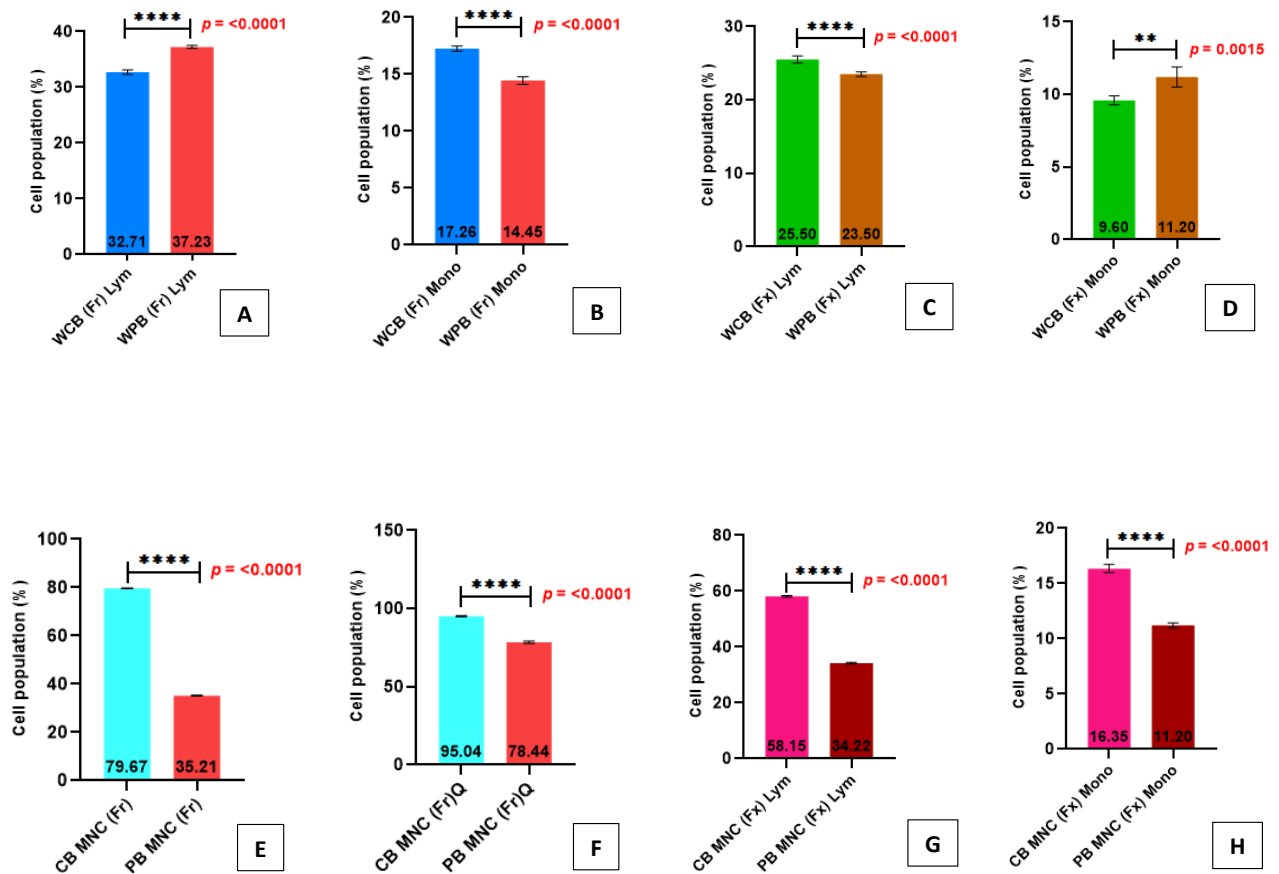 ****
p = <0.0001
Cell population (%)
40
30
20
10
0
32.71
37.23
WCB (Fr) Lym
WPB (Fr) Lym
A
****
p = <0.0001
Cell population (%)
20
15
10
5
0
17.26
14.45
WCB (Fr) Mono
WPB (Fr) Mono
B
****
p = <0.0001
Cell population (%)
30
20
10
0
25.50
23.50
WCB (Fx) Lym
WPB (Fx) Lym
C
**
p = 0.0015
Cell population (%)
15
10
5
0
9.60
11.20
WCB (Fx) Mono
WPB (Fx) Mono
D
****
p = <0.0001
Cell population (%)
100
80
60
40
20
0
79.67
35.21
CB MNC (Fr)
PB MNC (Fr)
E
****
p = <0.0001
Cell population (%)
150
100
50
0
95.04
78.44
CB MNC (Fr)Q
PB MNC (Fr)Q
F
****
p = <0.0001
Cell population (%)
80
60
40
20
0
58.15
34.22
CB MNC (Fx) Lym
PB MNC (Fx) Lym
G
****
p = <0.0001
Cell population (%)
20
15
10
5
0
16.35
11.20
CB MNC (Fx) Mono
PB MNC (Fx) Mono
H